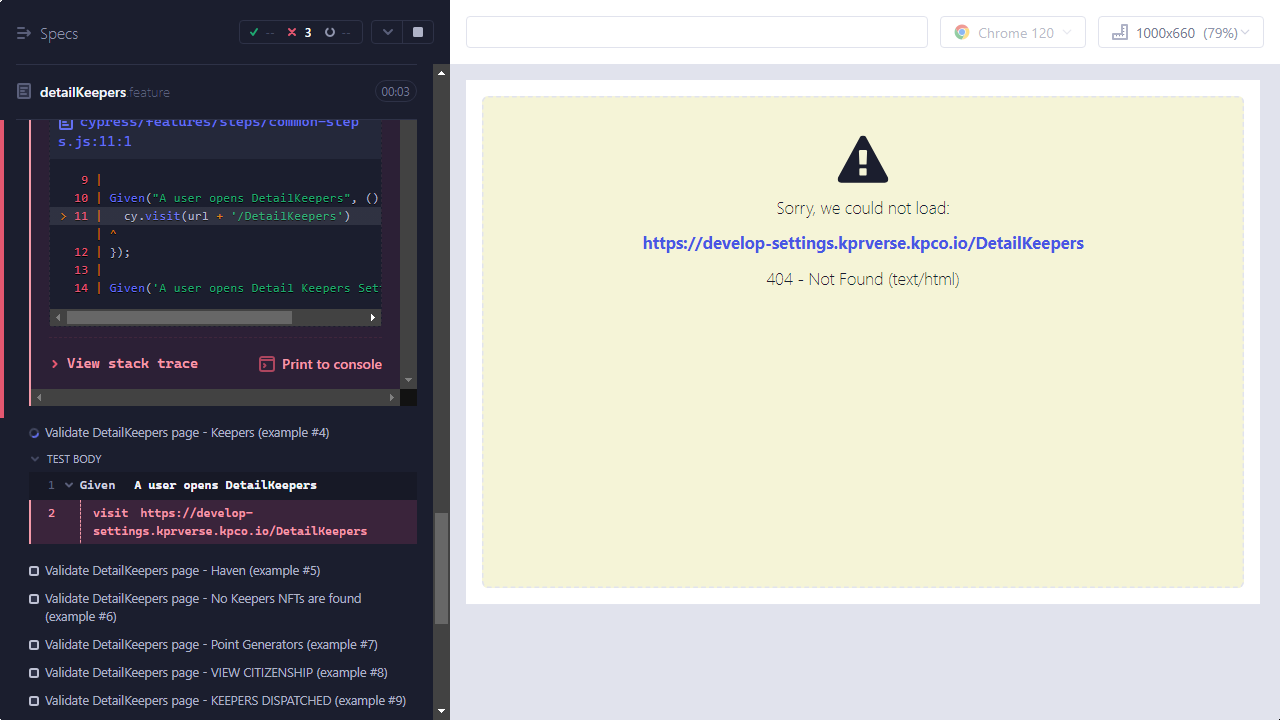 Specs
-- 3 --
detailKeepers.feature 00:03
cypress/features/steps/common-step
s.js:11:1
9 |
10 | Given("A user opens DetailKeepers", ()
> 11 | cy.visit(url + '/DetailKeepers')
| ^
12 | });
13 |
14 | Given('A user opens Detail Keepers Set
View stack trace
Print to console
Validate DetailKeepers page - Keepers (example #4)
TEST BODY
1 Given A user opens DetailKeepers
2 visit https://develop-
settings.kprverse.kpco.io/DetailKeepers
Validate DetailKeepers page - Haven (example #5)
Validate DetailKeepers page - No Keepers NFTs are found
(example #6)
Validate DetailKeepers page - Point Generators (example #7)
Validate DetailKeepers page - VIEW CITIZENSHIP (example #8)
Validate DetailKeepers page - KEEPERS DISPATCHED (example #9)
Chrome 120
1000x660 (79%)
Sorry, we could not load:
https://develop-settings.kprverse.kpco.io/DetailKeepers
404 - Not Found (text/html)